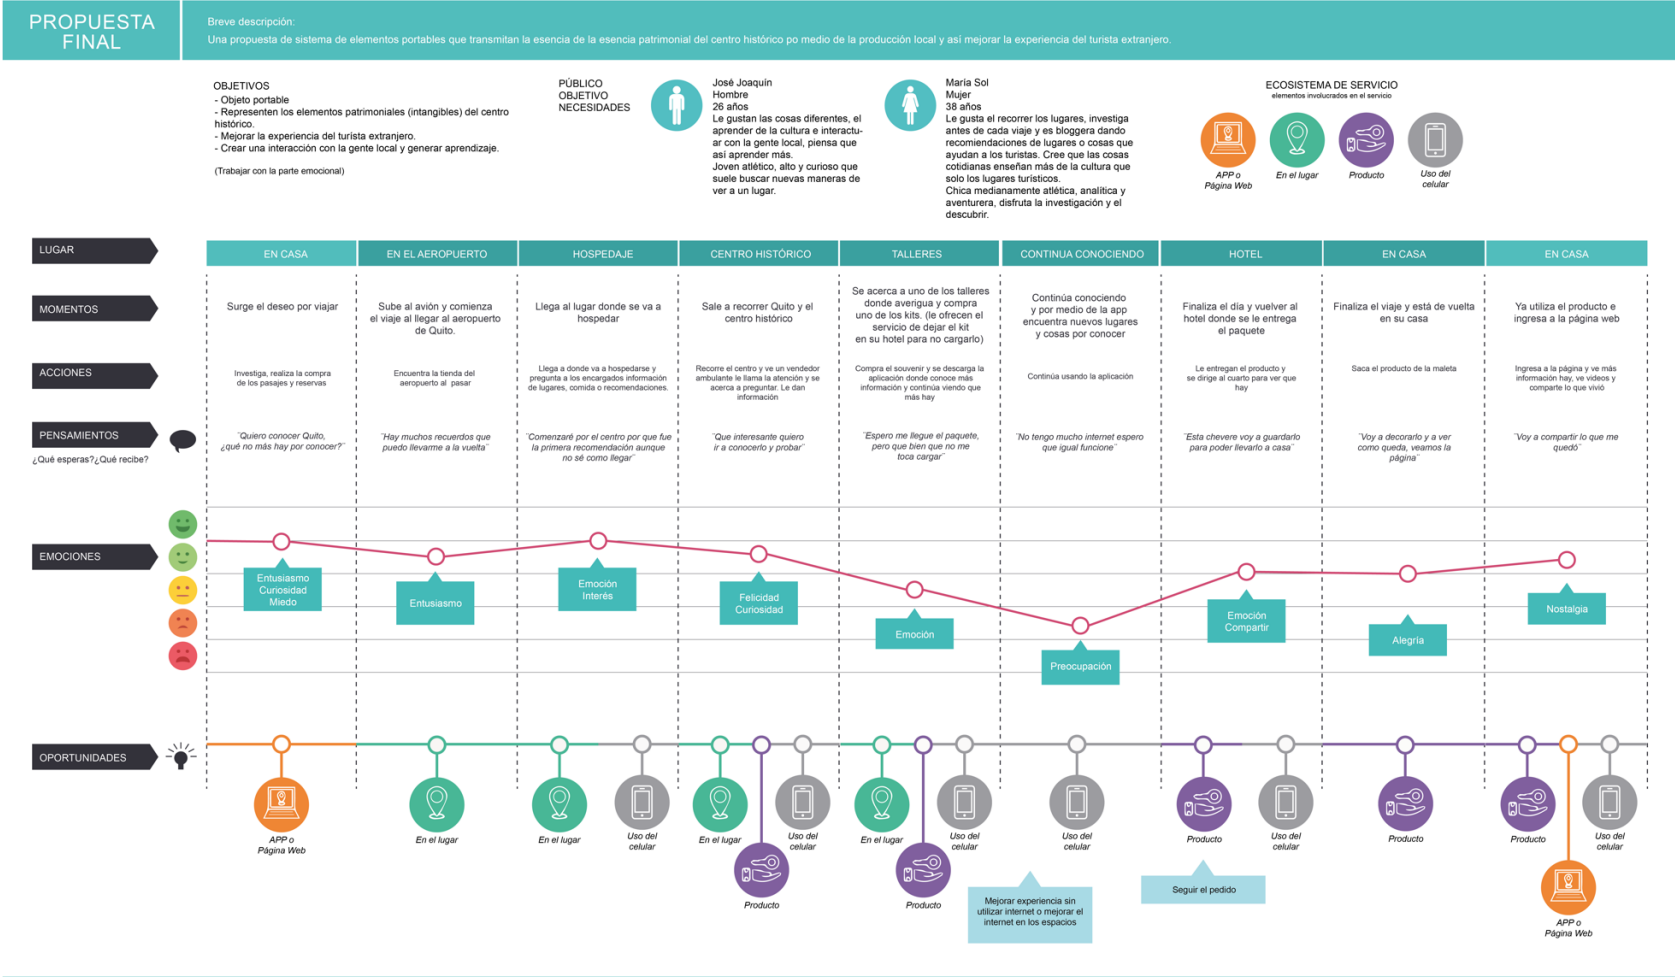 PROPUESTA
FINAL
Breve descripción:
Una propuesta de sistema de elementos portables que transmitan la esencia de la esencia patrimonial del centro histórico po medio de la producción local y así mejorar la experiencia del turista extranjero.
OBJETIVOS
- Objeto portable
- Representen los elementos patrimoniales (intangibles) del centro
histórico.
- Mejorar la experiencia del turista extranjero.
- Crear una interacción con la gente local y generar aprendizaje.
(Trabajar con la parte emocional)
PÚBLICO
OBJETIVO
NECESIDADES
José Joaquín
Hombre
26 años
Le gustan las cosas diferentes, el
aprender de la cultura e interactu-
ar con la gente local, piensa que
así aprender más.
Joven atlético, alto y curioso que
suele buscar nuevas maneras de
ver a un lugar.
María Sol
Mujer
38 años
Le gusta el recorrer los lugares, investiga
antes de cada viaje y es bloggera dando
recomiendaciones de lugares o cosas que
ayudan a los turistas. Cree que las cosas
cotidianas enseñan más de la cultura que
solo los lugares turísticos.
Chica medianamente atlética, analítica y
aventurera, disfruta la investigación y el
descubrir.
ECOSISTEMA DE SERVICIO
elementos involucrados en el servicio
APP o
Página Web
En el lugar
Producto
Uso del
celular
LUGAR
EN CASA
EN EL AEROPUERTO
HOSPEDAJE
CENTRO HISTÓRICO
TALLERES
CONTINUA CONOCIENDO
HOTEL
EN CASA
EN CASA
MOMENTOS
Surge el deseo por viajar
Sube al avión y comienza
el viaje al llegar al aeropuerto
de Quito.
Llega al lugar donde se va a
hospedar
Sale a recorrer Quito y el
centro histórico
Se acerca a uno de los talleres
donde averigua y compra
uno de los kits. (le ofrecen el
servicio de dejar el kit
en su hotel para no cargarlo)
Continúa conociendo
y por medio de la app
encuentra nuevos lugares
y cosas por conocer
Finaliza el día y vuelver al
hotel donde se le entrega
el paquete
Finaliza el viaje y está de vuelta
en su casa
Ya utiliza el producto e
ingresa a la página web
ACCIONES
Investiga, realiza la compra
de los pasajes y reservas
Encuentra la tienda del
aeropuerto al pasar
Llega a donde va a hospedarse y
pregunta a los encargados información
de lugares, comida o recomendaciones.
Recorre el centro y ve un vendedor
ambulante le llama la atención y se
acerca a preguntar. Le dan
información
Compra el souvenir y se descarga la
aplicación donde conoce más
información y continúa viendo que
más hay
Continúa usando la aplicación
Le entregan el producto y
se dirige al cuarto para ver que
hay
Saca el producto de la maleta
Ingresa a la página y ve más
información hay, ve videos y
comparte lo que vivió
PENSAMIENTOS
¿Qué esperas?¿Qué recibe?
¨Quiero conocer Quito,
¿qué no más hay por conocer?¨
¨Hay muchos recuerdos que
puedo llevarme a la vuelta¨
¨Comenzaré por el centro por que fue
la primera recomendación aunque
no sé como llegar¨
¨Que interesante quiero
ir a conocerlo y probar¨
¨Espero me llegue el paquete,
pero que bien que no me
toca cargar¨
¨No tengo mucho internet espero
que igual funcione¨
¨Esta chevere voy a guardarlo
para poder llevarlo a casa¨
¨Voy a decorarlo y a ver
como queda, veamos la
página¨
¨Voy a compartir lo que me
quedó¨
EMOCIONES
Entusiasmo
Curiosidad
Miedo
Entusiasmo
Emoción
Interés
Felicidad
Curiosidad
Emoción
Preocupación
Emoción
Compartir
Alegría
Nostalgia
OPORTUNIDADES
APP o
Página Web
En el lugar
En el lugar
Uso del
celular
En el lugar
Producto
Uso del
celular
En el lugar
Producto
Uso del
celular
Uso del
celular
Mejorar experiencia sin
utilizar internet o mejorar el
internet en los espacios
Producto
Seguir el pedido
Uso del
celular
Producto
Producto
APP o
Página Web
Uso del
celular